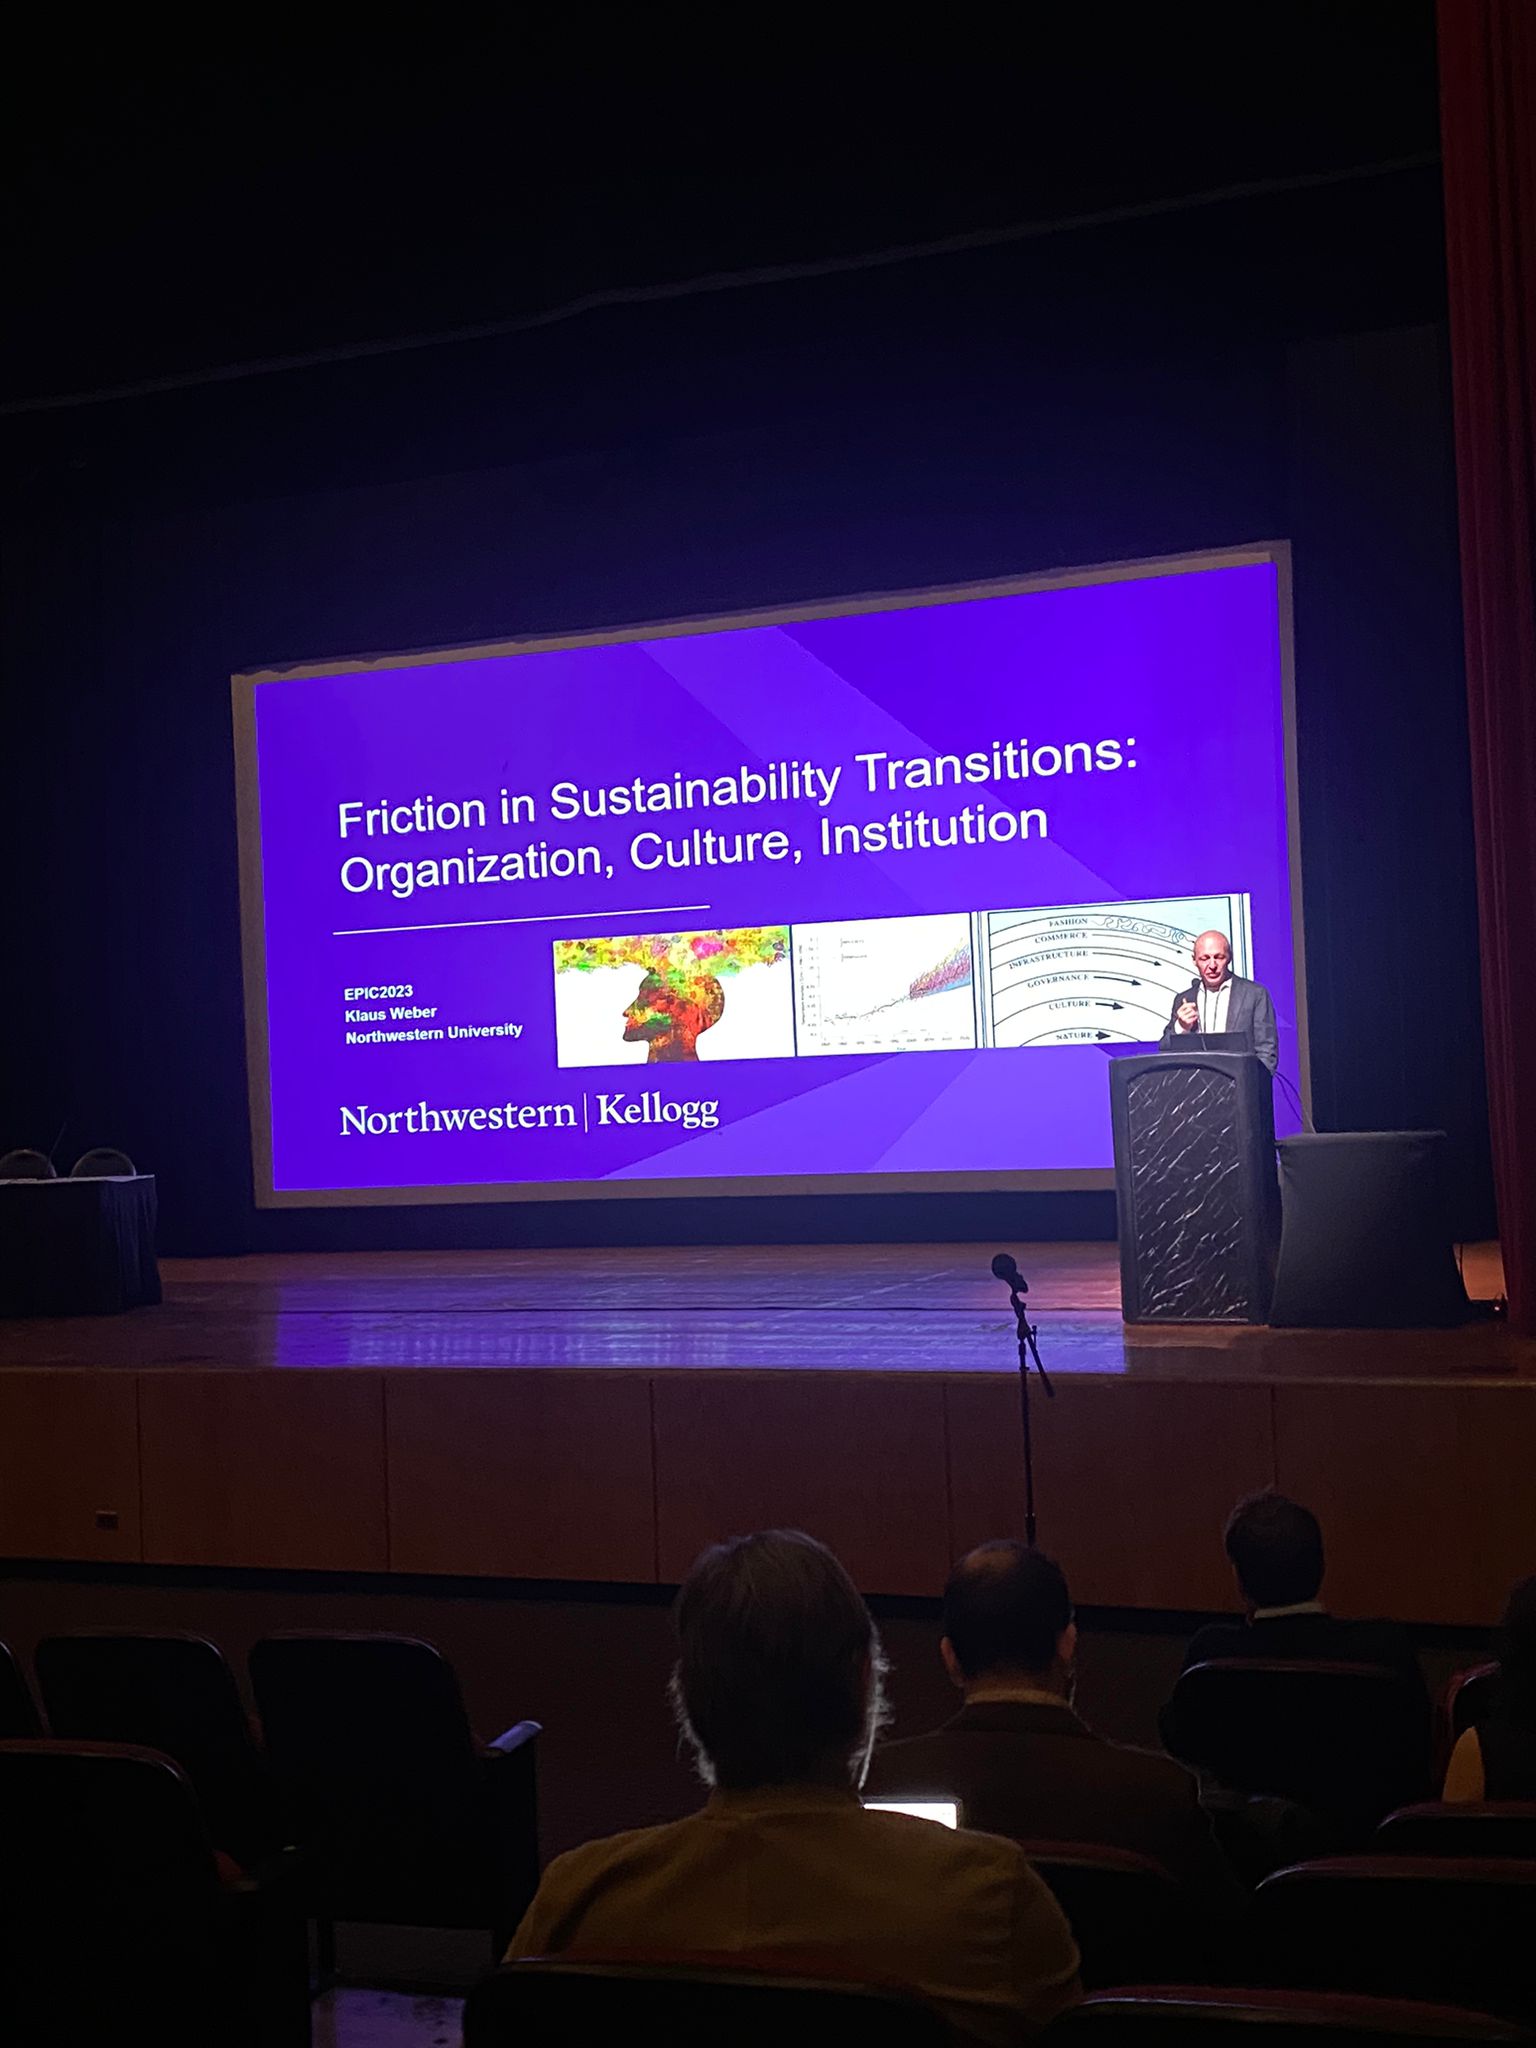 Friction in Sustainability Transitions:
Organization, Culture, Institution
EPIC2023
Klaus Weber
Northwestern University
FASHION
COMMERCE
INFRASTRUCTURE
GOVERNANCE
CULTURE
NATURE
Northwestern | Kellogg